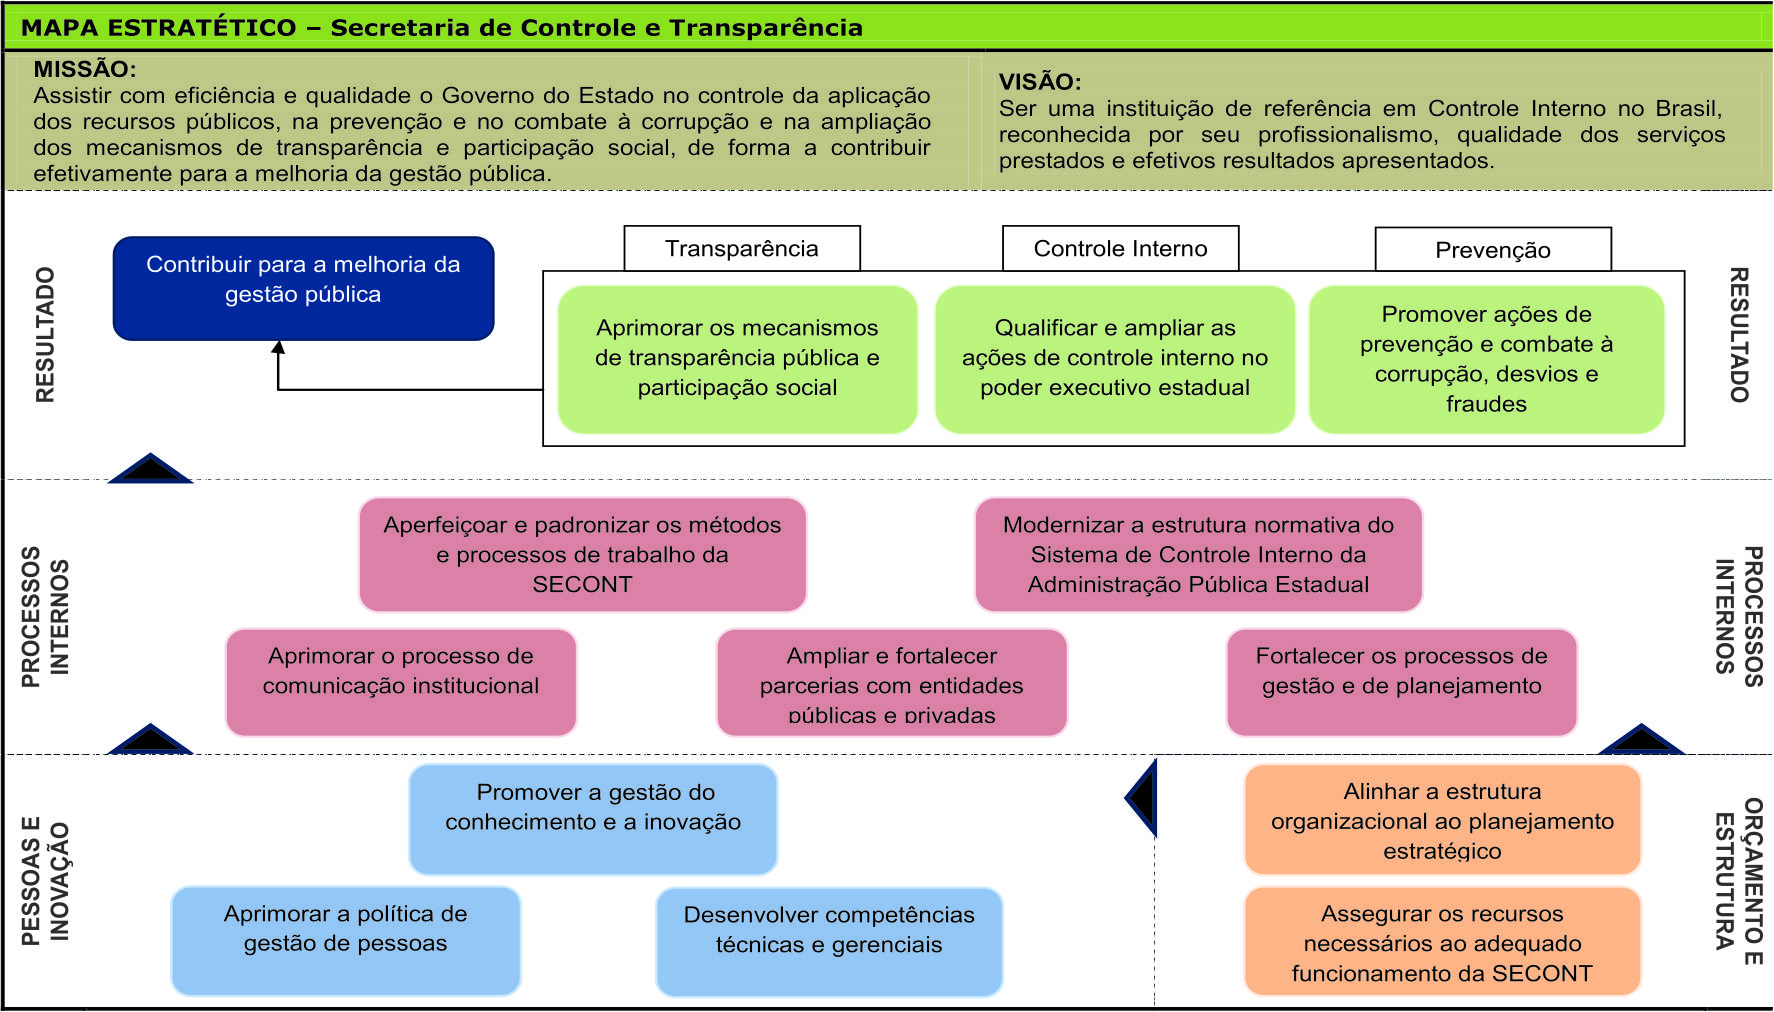 MAPA ESTRATÉTICO – Secretaria de Controle e Transparência
MISSÃO:
Assistir com eficiência e qualidade o Governo do Estado no controle da aplicação
dos recursos públicos, na prevenção e no combate à corrupção e na ampliação
dos mecanismos de transparência e participação social, de forma a contribuir
efetivamente para a melhoria da gestão pública.
VISÃO:
Ser uma instituição de referência em Controle Interno no Brasil,
reconhecida por seu profissionalismo, qualidade dos serviços
prestados e efetivos resultados apresentados.
RESULTADO
Contribuir para a melhoria da
gestão pública
Transparência
Aprimorar os mecanismos
de transparência pública e
participação social
Controle Interno
Qualificar e ampliar as
ações de controle interno no
poder executivo estadual
Prevenção
Promover ações de
prevenção e combate à
corrupção, desvios e
fraudes
RESULTADO
PROCESSOS
INTERNOS
Aperfeiçoar e padronizar os métodos
e processos de trabalho da
SECONT
Modernizar a estrutura normativa do
Sistema de Controle Interno da
Administração Pública Estadual
Aprimorar o processo de
comunicação institucional
Ampliar e fortalecer
parcerias com entidades
públicas e privadas
Fortalecer os processos de
gestão e de planejamento
PROCESSOS
INTERNOS
PESSOAS E
INOVAÇÃO
Promover a gestão do
conhecimento e a inovação
Aprimorar a política de
gestão de pessoas
Desenvolver competências
técnicas e gerenciais
Alinhar a estrutura
organizacional ao planejamento
estratégico
Assegurar os recursos
necessários ao adequado
funcionamento da SECONT
ORÇAMENTO E
ESTRUTURA